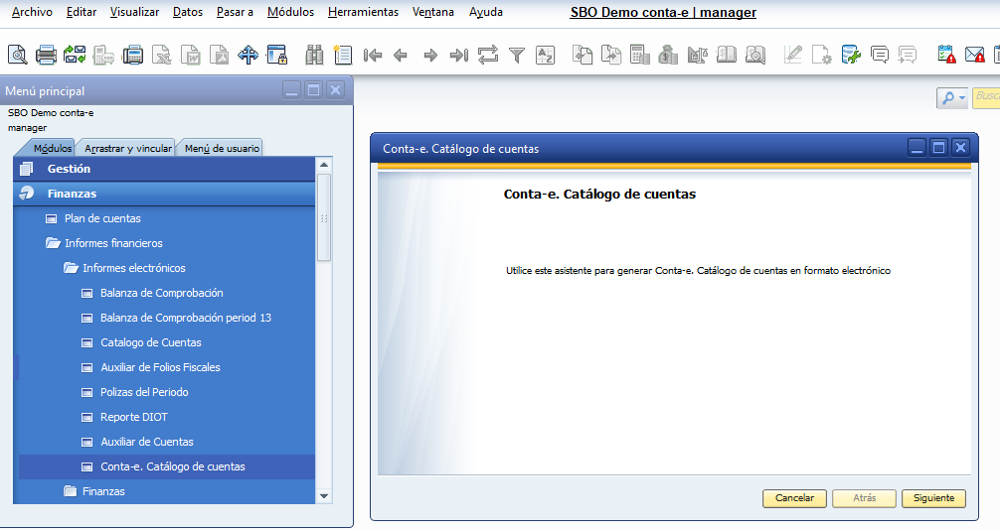 Archivo Editar Visualizar Datos Pasar a Módulos Herramientas Ventana Ayuda SBO Demo conta-e | manager
Menú principal
SBO Demo conta-e
manager
Módulos Arrastrar y vincular Menú de usuario
Gestión
Finanzas
Plan de cuentas
Informes financieros
Informes electrónicos
Balanza de Comprobación
Balanza de Comprobación period 13
Catalogo de Cuentas
Auxiliar de Folios Fiscales
Polizas del Periodo
Reporte DIOT
Auxiliar de Cuentas
Conta-e. Catálogo de cuentas
Finanzas
Busc
Conta-e. Catálogo de cuentas
Conta-e. Catálogo de cuentas
Utilice este asistente para generar Conta-e. Catálogo de cuentas en formato electrónico
Cancelar Atrás Siguiente